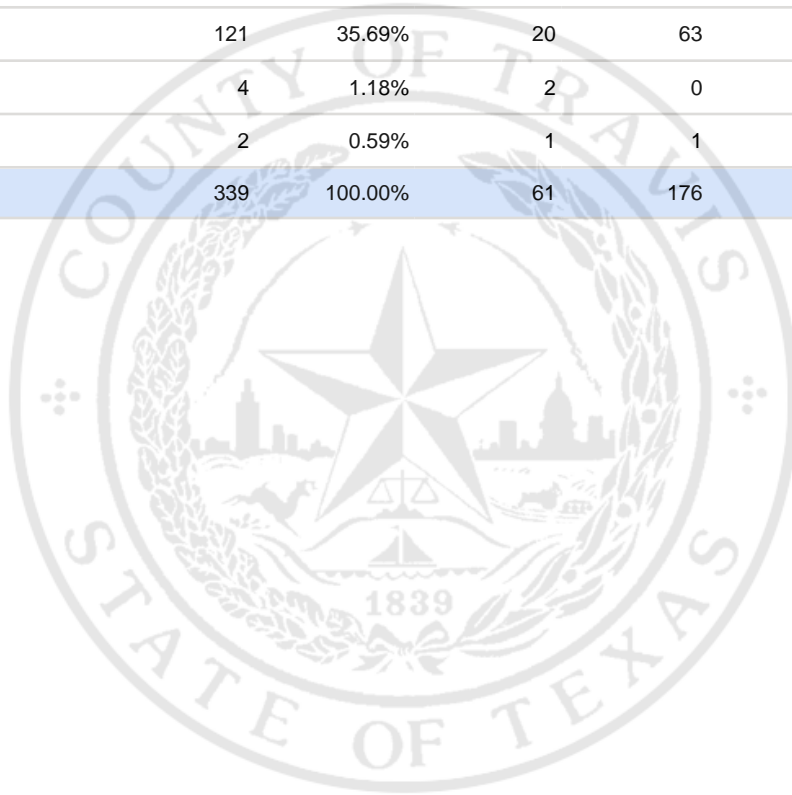 121 35.69% 20 63
4 1.18% 2 0
2 0.59% 1 1
339 100.00% 61 176
COUNTY OF TRAVIS
1839
STATE OF TEXAS